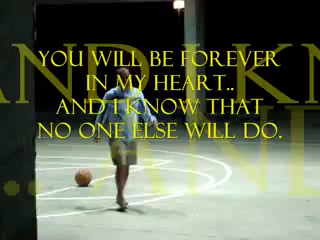 YOU WILL BE FOREVER
IN MY HEART..
AND I KNOW THAT
NO ONE ELSE WILL DO.